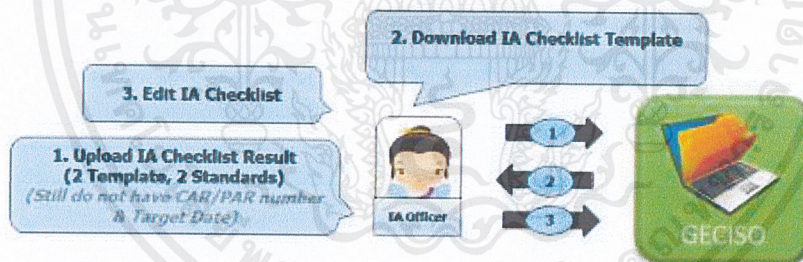 2. Download IA Checklist Template
3. Edit IA Checklist
1. Upload IA Checklist Result
(2 Template, 2 Standards)
(Still do not have CAR/PAR number
& Target Date)
IA Officer
1
2
3
GECISO